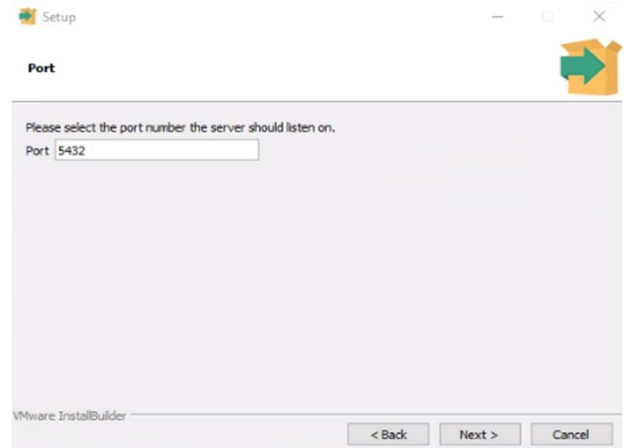 Setup
Port
Please select the port number the server should listen on.
Port 5432
VMware InstallBuilder
< Back Next > Cancel